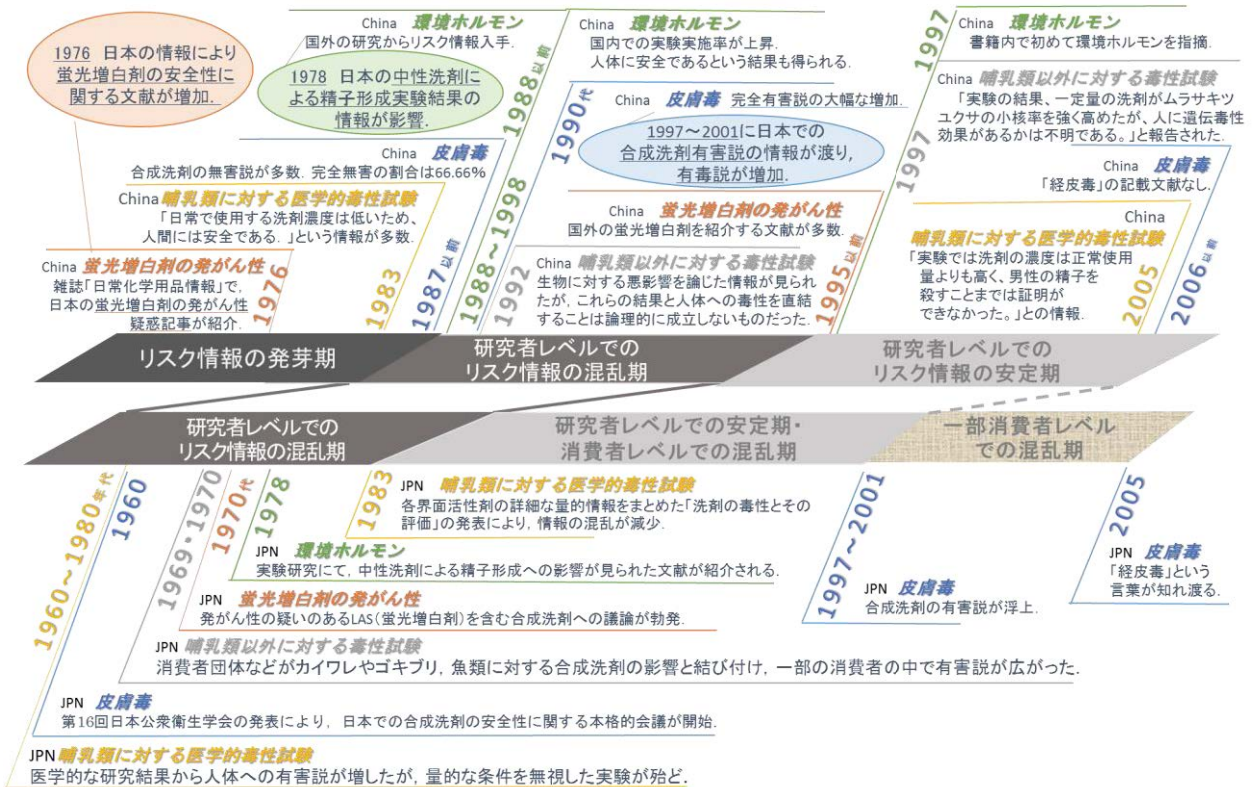 1976 日本の情報により
蛍光増白剤の安全性に
関する文献が増加.
China 環境ホルモン
国外の研究からリスク情報入手.
1978 日本の中性洗剤に
よる精子形成実験結果の
情報が影響.
China 皮膚毒
合成洗剤の無害説が多数. 完全無害の割合は66.66%
China 哺乳類に対する医学的毒性試験
「日常で使用する洗剤濃度は低いため、
人間には安全である. 」という情報が多数.
China 蛍光増白剤の発がん性
雑誌「日常化学用品情報」で,
日本の蛍光増白剤の発がん性
疑惑記事が紹介.
1976
1983
1987以前
1988以前
China 環境ホルモン
国内での実験実施率が上昇.
人体に安全であるという結果も得られる.
China 皮膚毒 完全有害説の大幅な増加.
1990代
1997～2001に日本での
合成洗剤有害説の情報が渡り,
有毒説が増加.
China 蛍光増白剤の発がん性
国外の蛍光増白剤を紹介する文献が多数.
China 哺乳類以外に対する毒性試験
生物に対する悪影響を論じた情報が見られ
たが, これらの結果と人体への毒性を直結
することは論理的に成立しないものだった.
1988～1998
1992
1995以前
1997
China 環境ホルモン
書籍内で初めて環境ホルモンを指摘.
China 哺乳類以外に対する毒性試験
「実験の結果、一定量の洗剤がムラサキツ
ユクサの小核率を強く高めたが、人に遺伝毒性
効果があるかは不明である。」と報告された.
1997
China 皮膚毒
「経皮毒」の記載文献なし.
China
哺乳類に対する医学的毒性試験
「実験では洗剤の濃度は正常使用
量よりも高く、男性の精子を
殺すことまでは証明が
できなかった。」との情報.
2005
2006以前
リスク情報の発芽期
研究者レベルでの
リスク情報の混乱期
研究者レベルでの
リスク情報の安定期
研究者レベルでの
リスク情報の混乱期
研究者レベルでの安定期・
消費者レベルでの混乱期
一部消費者レベル
での混乱期
1960～1980年代
1960
1969・1970
1970代
1978
1983
JPN 哺乳類に対する医学的毒性試験
各界面活性剤の詳細な量的情報をまとめた「洗剤の毒性とその
評価」の発表により, 情報の混乱が減少.
JPN 環境ホルモン
実験研究にて, 中性洗剤による精子形成への影響が見られた文献が紹介される.
JPN 蛍光増白剤の発がん性
発がん性の疑いのあるLAS(蛍光増白剤)を含む合成洗剤への議論が勃発.
JPN 哺乳類以外に対する毒性試験
消費者団体などがカイワレやゴキブリ, 魚類に対する合成洗剤の影響と結び付け, 一部の消費者の中で有害説が広がった.
JPN 皮膚毒
第16回日本公衆衛生学会の発表により, 日本での合成洗剤の安全性に関する本格的会議が開始.
JPN 哺乳類に対する医学的毒性試験
医学的な研究結果から人体への有害説が増したが, 量的な条件を無視した実験が殆ど.
1997～2001
JPN 皮膚毒
合成洗剤の有害説が浮上.
2005
JPN 皮膚毒
「経皮毒」という
言葉が知れ渡る.